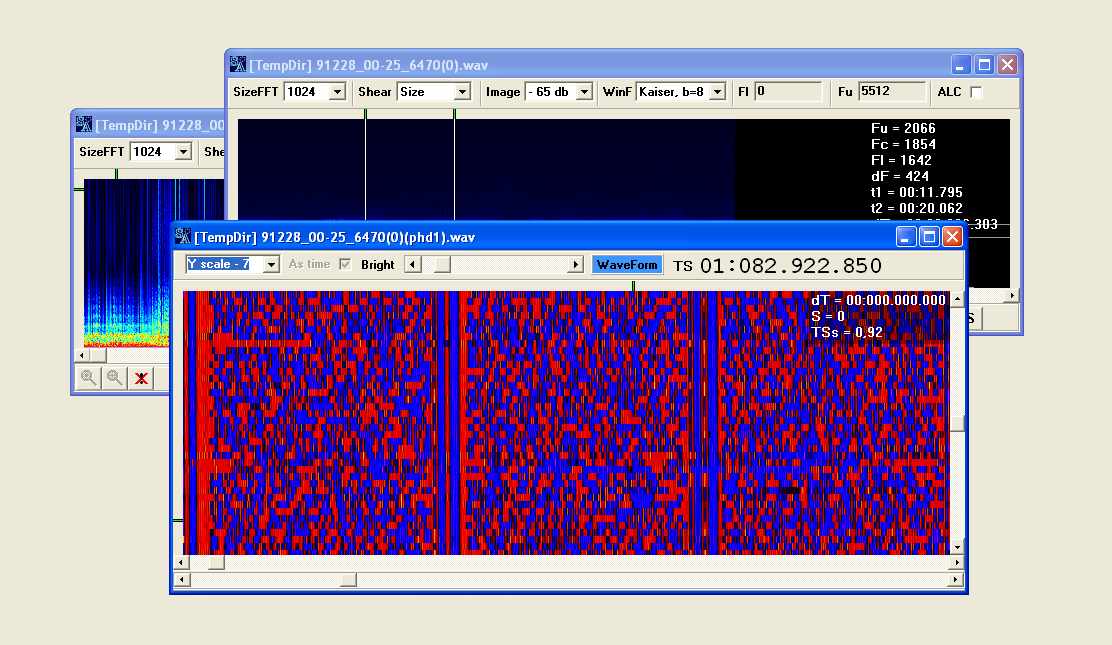 [TempDir] 91228_00-25_6470(0).wav
SizeFFT 1024 Shear Size Image - 65 db WinF Kaiser, b=8 Fl 0 Fu 5512 ALC
Fu = 2066
Fc = 1854
Fl = 1642
dF = 424
t1 = 00:11.795
t2 = 00:20.062
.303
S
[TempDir] 91228_00
SizeFFT 1024 She
[TempDir] 91228_00-25_6470(0)(phd1).wav
Y scale - 7 As time Bright WaveForm TS 01:082.922.850
dT = 00:000.000.000
S = 0
TSs = 0,92